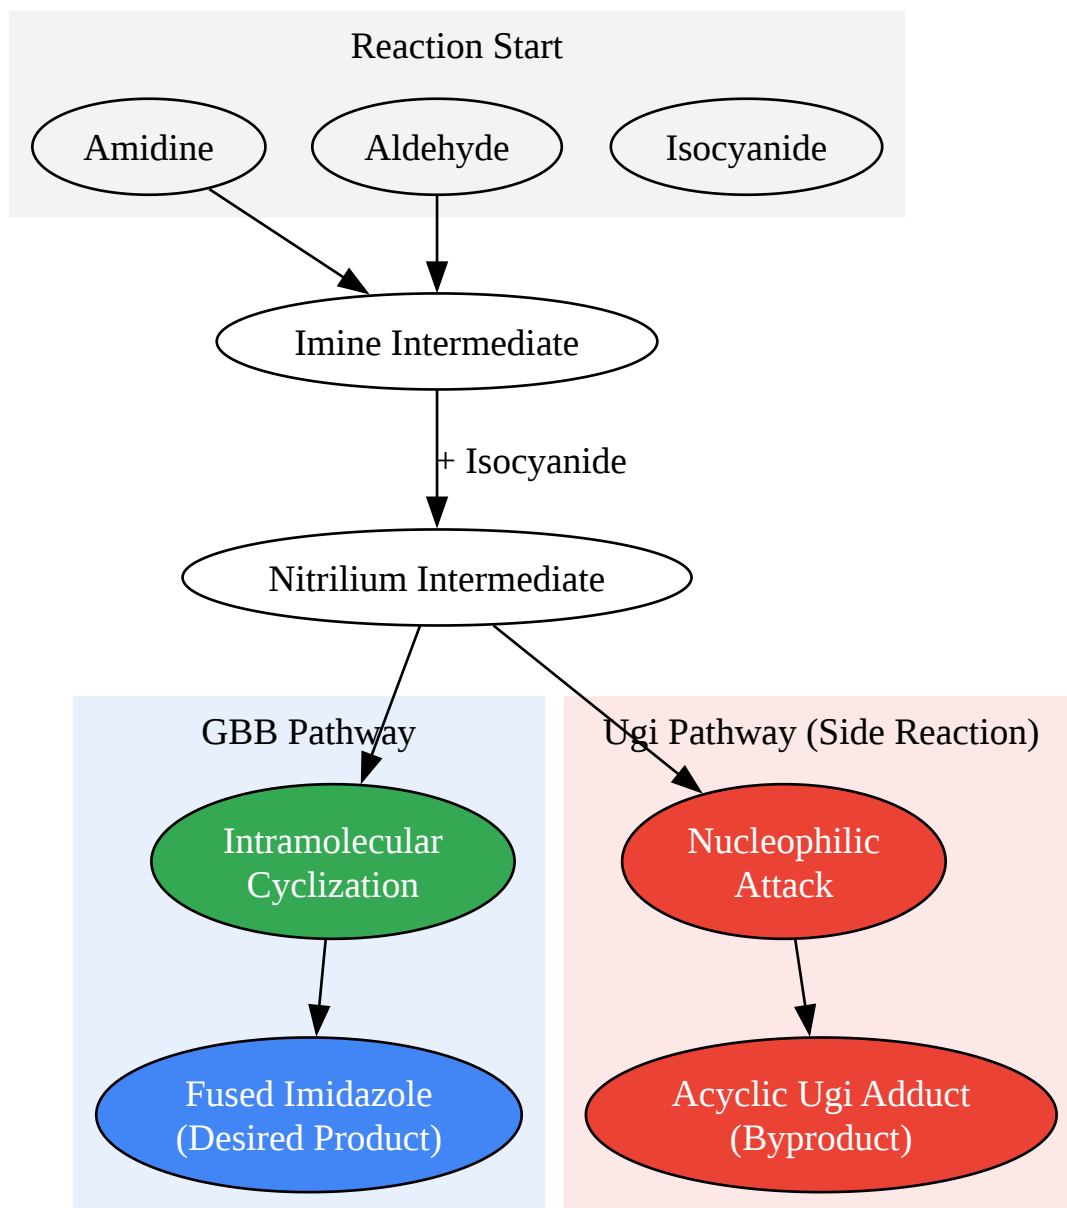 Reaction Start
Amidine
Aldehyde
Isocyanide
Imine Intermediate
+ Isocyanide
Nitrilium Intermediate
GBB Pathway
Ugi Pathway (Side Reaction)
Intramolecular
Cyclization
Nucleophilic
Attack
Fused Imidazole
(Desired Product)
Acyclic Ugi Adduct
(Byproduct)